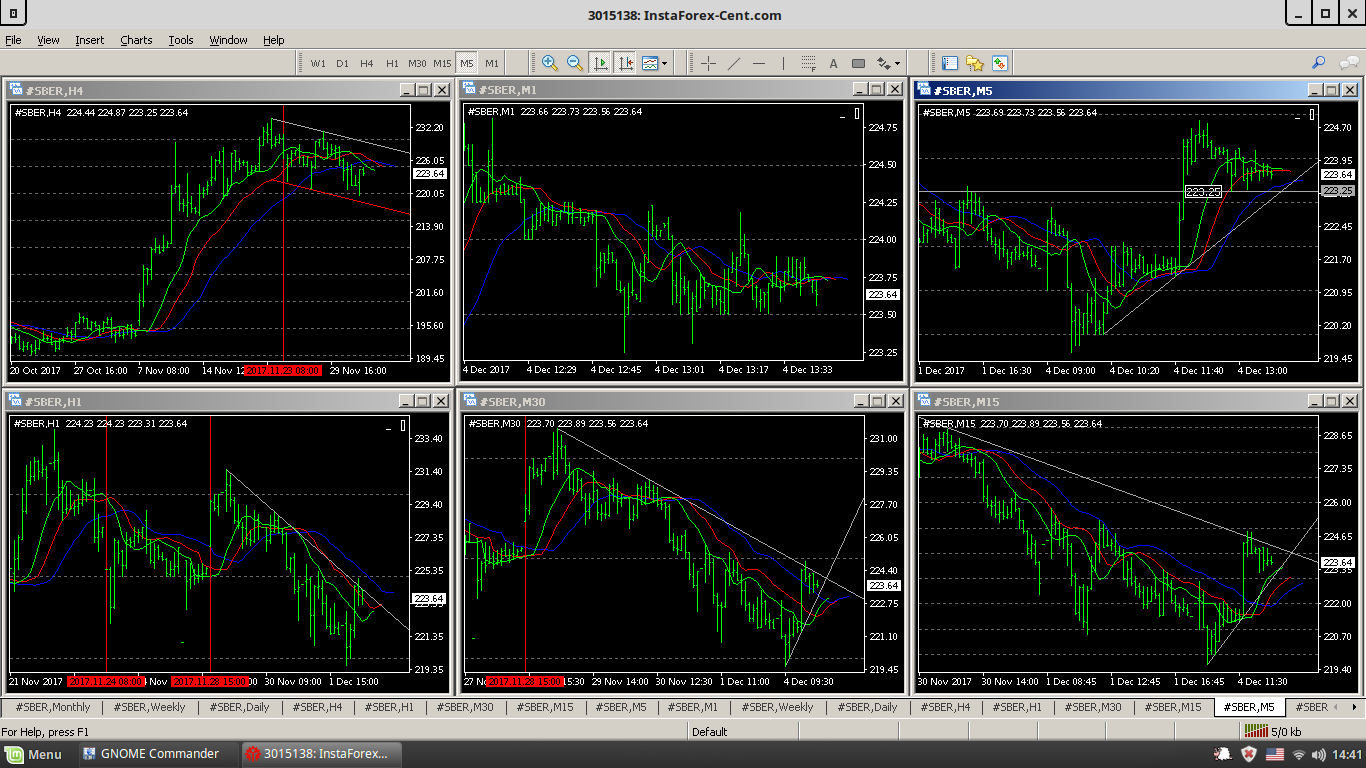 3015138: InstaForex-Cent.com
File View Insert Charts Tools Window Help
W1 D1 H4 H1 M30 M15 M5 M1
A
#SBER,H4
#SBER,H4 224.44 224.87 223.25 223.64
232.20
226.05
223.64
220.05
213.90
207.75
201.60
195.60
189.45
20 Oct 2017 27 Oct 16:00 7 Nov 08:00 14 Nov 12 2017.11.23 08:00 29 Nov 16:00
#SBER,M1
#SBER,M1 223.66 223.73 223.56 223.64
224.75
224.50
224.25
224.00
223.75
223.64
223.50
223.25
4 Dec 2017 4 Dec 12:29 4 Dec 12:45 4 Dec 13:01 4 Dec 13:17 4 Dec 13:33
#SBER,M5
#SBER,M5 223.69 223.73 223.56 223.64
224.70
223.95
223.64
223.25
223.25
222.45
221.70
220.95
220.20
219.45
1 Dec 2017 1 Dec 16:30 4 Dec 09:00 4 Dec 10:20 4 Dec 11:40 4 Dec 13:00
#SBER,H1
#SBER,H1 224.23 224.23 223.31 223.64
233.40
231.40
229.40
227.35
225.35
223.64
221.35
219.35
21 Nov 2017 2017.11.24 08:00 Nov 2017.11.28 15:00 :00 30 Nov 09:00 1 Dec 15:00
#SBER,M30
#SBER,M30 223.70 223.89 223.56 223.64
231.00
229.35
227.70
226.05
224.40
223.64
222.75
221.10
219.45
27 No 2017.11.28 15:00 15:30 29 Nov 14:00 30 Nov 12:30 1 Dec 11:00 4 Dec 09:30
#SBER,M15
#SBER,M15 223.70 223.89 223.56 223.64
228.65
227.35
226.00
224.65
223.64
222.00
220.70
219.40
30 Nov 2017 30 Nov 14:00 1 Dec 08:45 1 Dec 12:45 1 Dec 16:45 4 Dec 11:30
#SBER,Monthly #SBER,Weekly #SBER,Daily #SBER,H4 #SBER,H1 #SBER,M30 #SBER,M15 #SBER,M5 #SBER,M1 #SBER,Weekly #SBER,Daily #SBER,H4 #SBER,H1 #SBER,M30 #SBER,M15 #SBER,M5 #SBER
For Help, press F1 Default 5/0 kb
Menu GNOME Commander 3015138: InstaForex... 14:41